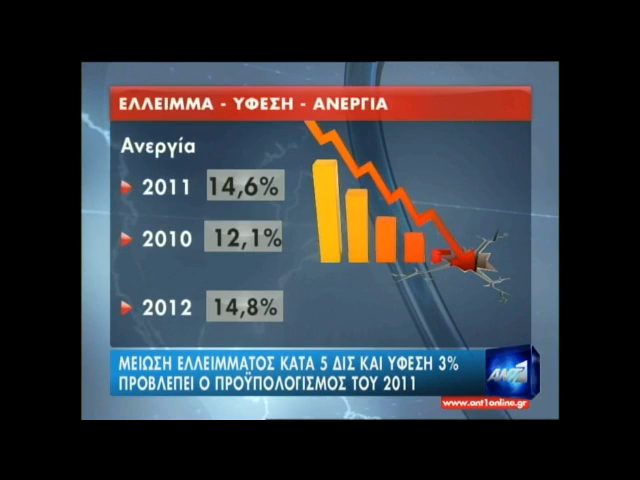 ΕΛΛΕΙΜΜΑ - ΥΦΕΣΗ - ΑΝΕΡΓΙΑ
Ανεργία
2011 14,6%
2010 12,1%
2012 14,8%
ΜΕΙΩΣΗ ΕΛΛΕΙΜΜΑΤΟΣ ΚΑΤΑ 5 ΔΙΣ ΚΑΙ ΥΦΕΣΗ 3%
ΠΡΟΒΛΕΠΕΙ Ο ΠΡΟΫΠΟΛΟΓΙΣΜΟΣ ΤΟΥ 2011
ΑΝΤ1
www.ant1online.gr